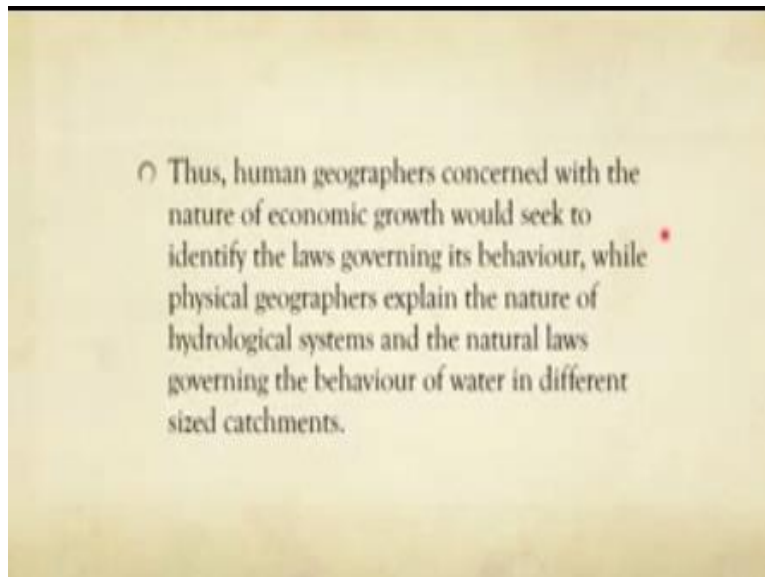 Thus, human geographers concerned with the
nature of economic growth would seek to
identify the laws governing its behaviour, while
physical geographers explain the nature of
hydrological systems and the natural laws
governing the behaviour of water in different
sized catchments.